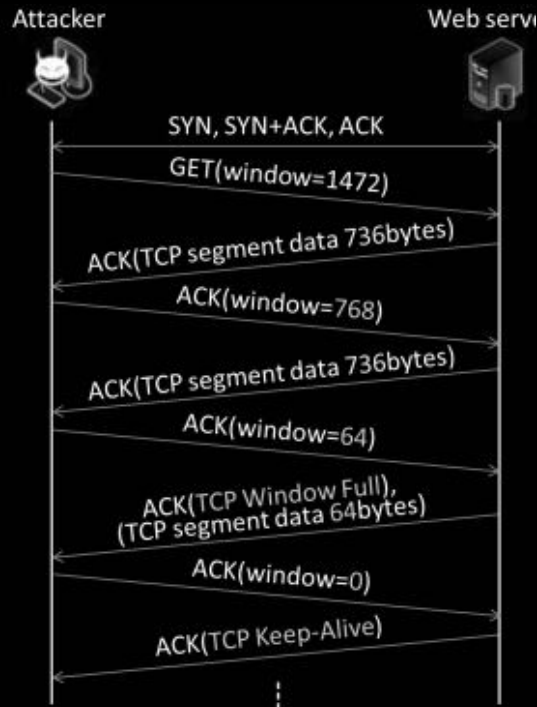 Attacker
Web serve
SYN, SYN+ACK, ACK
GET(window=1472)
ACK(TCP segment data 736bytes)
ACK(window=768)
ACK(TCP segment data 736bytes)
ACK(window=64)
ACK(TCP Window Full),
(TCP segment data 64bytes)
ACK(window=0)
ACK(TCP Keep-Alive)